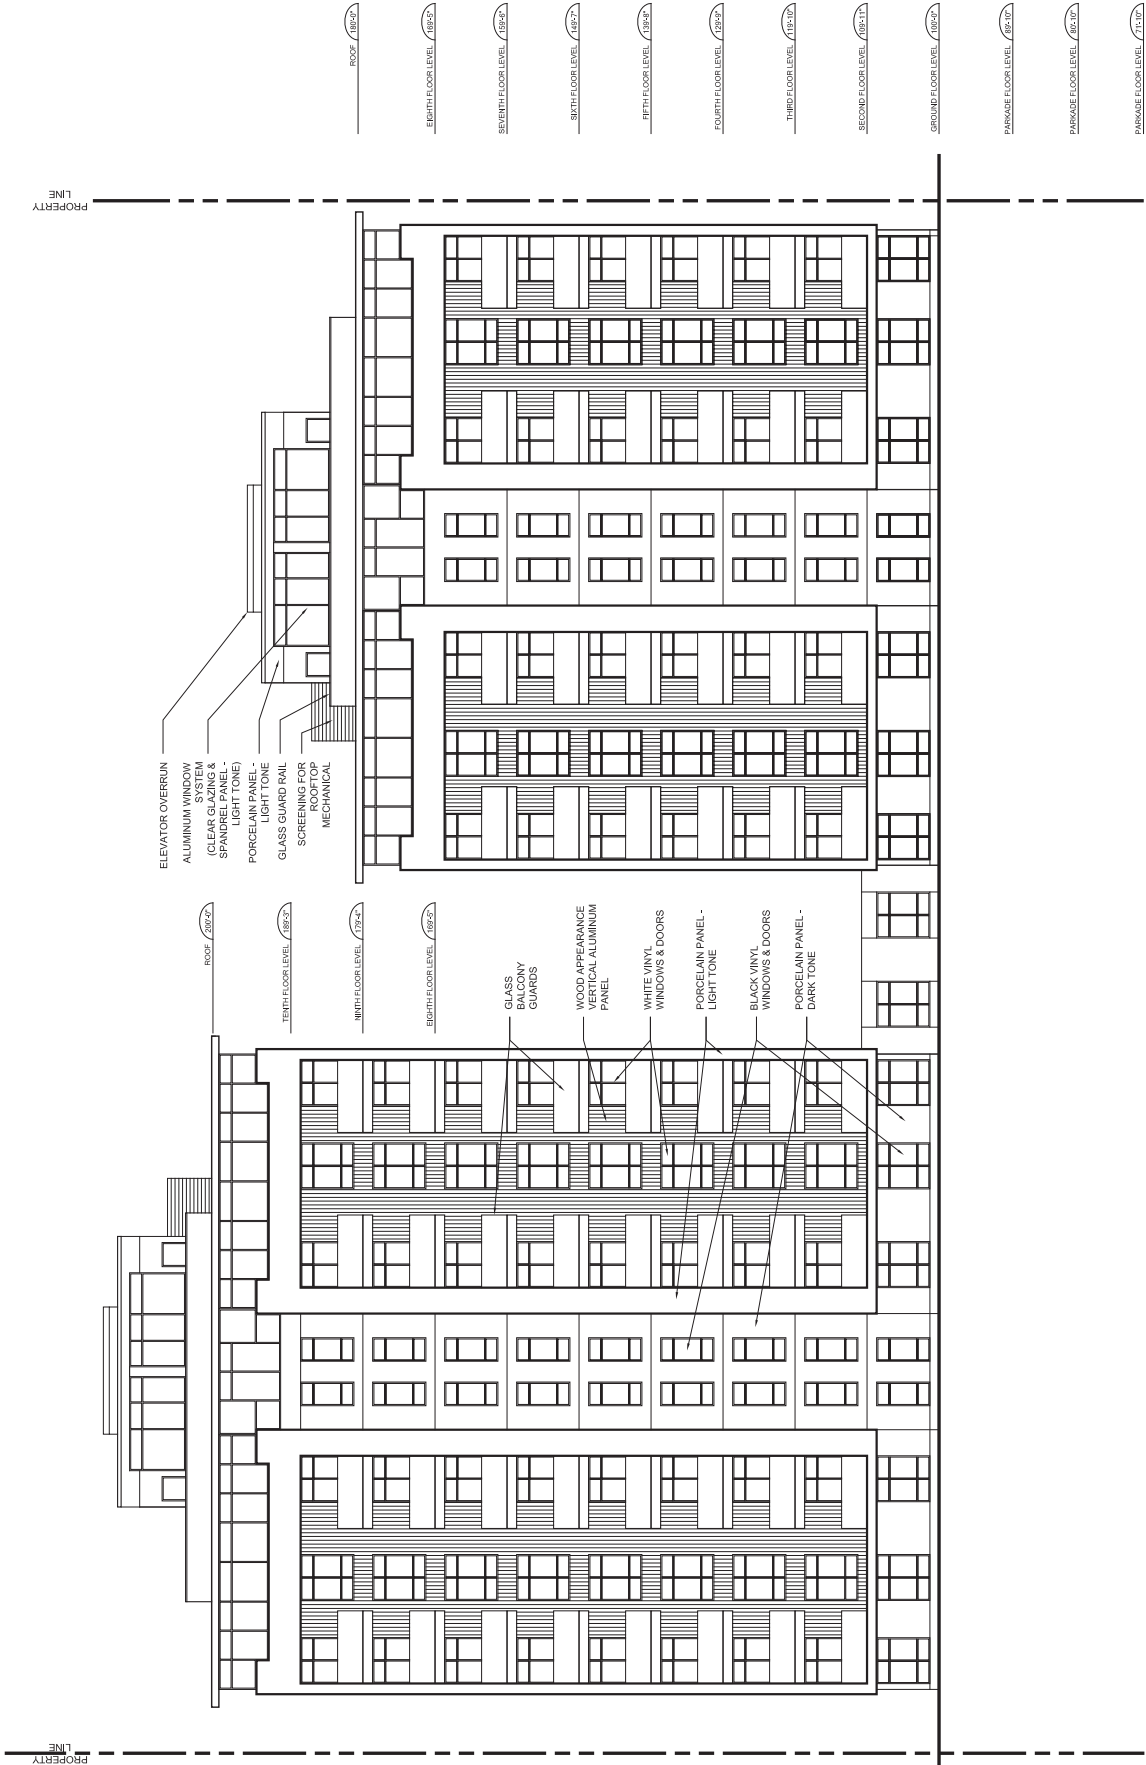 PROPERTY
LINE
ROOF 180'-0"
EIGHTH FLOOR LEVEL 169'-5"
SEVENTH FLOOR LEVEL 159'-6"
SIXTH FLOOR LEVEL 149'-7"
FIFTH FLOOR LEVEL 139'-8"
FOURTH FLOOR LEVEL 129'-9"
THIRD FLOOR LEVEL 119'-10"
SECOND FLOOR LEVEL 109'-11"
GROUND FLOOR LEVEL 100'-0"
PARKADE FLOOR LEVEL 89'-10"
PARKADE FLOOR LEVEL 80'-10"
PARKADE FLOOR LEVEL 71'-10"
ELEVATOR OVERRUN
ALUMINUM WINDOW
SYSTEM
(CLEAR GLAZING &
SPANDREL PANEL -
LIGHT TONE)
PORCELAIN PANEL -
LIGHT TONE
GLASS GUARD RAIL
SCREENING FOR
ROOFTOP
MECHANICAL
ROOF 200'-0"
TENTH FLOOR LEVEL 189'-3"
NINTH FLOOR LEVEL 179'-4"
EIGHTH FLOOR LEVEL 169'-5"
GLASS
BALCONY
GUARDS
WOOD APPEARANCE
VERTICAL ALUMINUM
PANEL
WHITE VINYL
WINDOWS & DOORS
PORCELAIN PANEL -
LIGHT TONE
BLACK VINYL
WINDOWS & DOORS
PORCELAIN PANEL -
DARK TONE
PROPERTY
LINE